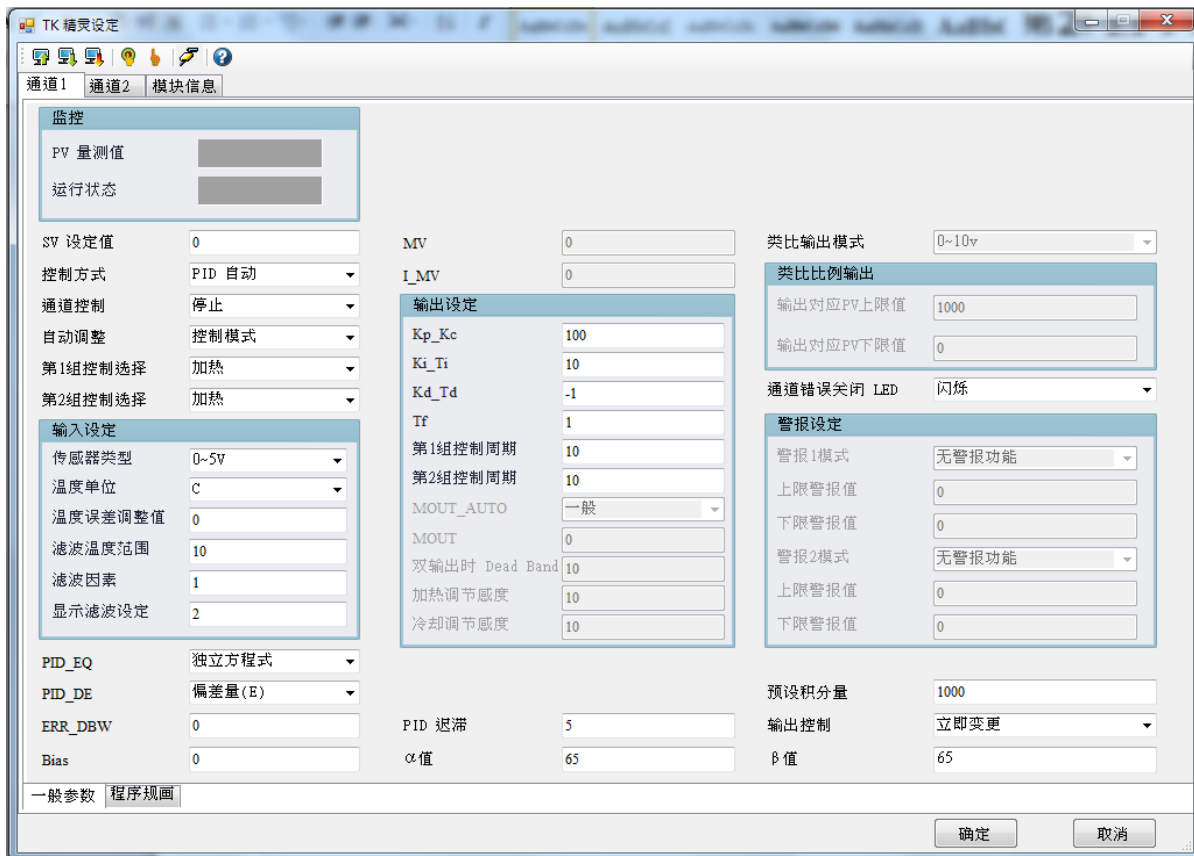 TK 精灵设定
通道1 通道2 模块信息
监控
PV 量测值
运行状态
SV 设定值 0
控制方式 PID 自动
通道控制 停止
自动调整 控制模式
第1组控制选择 加热
第2组控制选择 加热
输入设定
传感器类型 0~5V
温度单位 C
温度误差调整值 0
滤波温度范围 10
滤波因素 1
显示滤波设定 2
PID_EQ 独立方程式
PID_DE 偏差量(E)
ERR_DBW 0
Bias 0
MV 0
I_MV 0
输出设定
Kp_Kc 100
Ki_Ti 10
Kd_Td -1
Tf 1
第1组控制周期 10
第2组控制周期 10
MOUT_AUTO 一般
MOUT 0
双输出时 Dead Band 10
加热调节感度 10
冷却调节感度 10
PID 迟滞 5
α值 65
类比输出模式 0~10v
类比比例输出
输出对应PV上限值 1000
输出对应PV下限值 0
通道错误关闭 LED 闪烁
警报设定
警报1模式 无警报功能
上限警报值 0
下限警报值 0
警报2模式 无警报功能
上限警报值 0
下限警报值 0
预设积分量 1000
输出控制 立即变更
β值 65
一般参数 程序规画
确定 取消